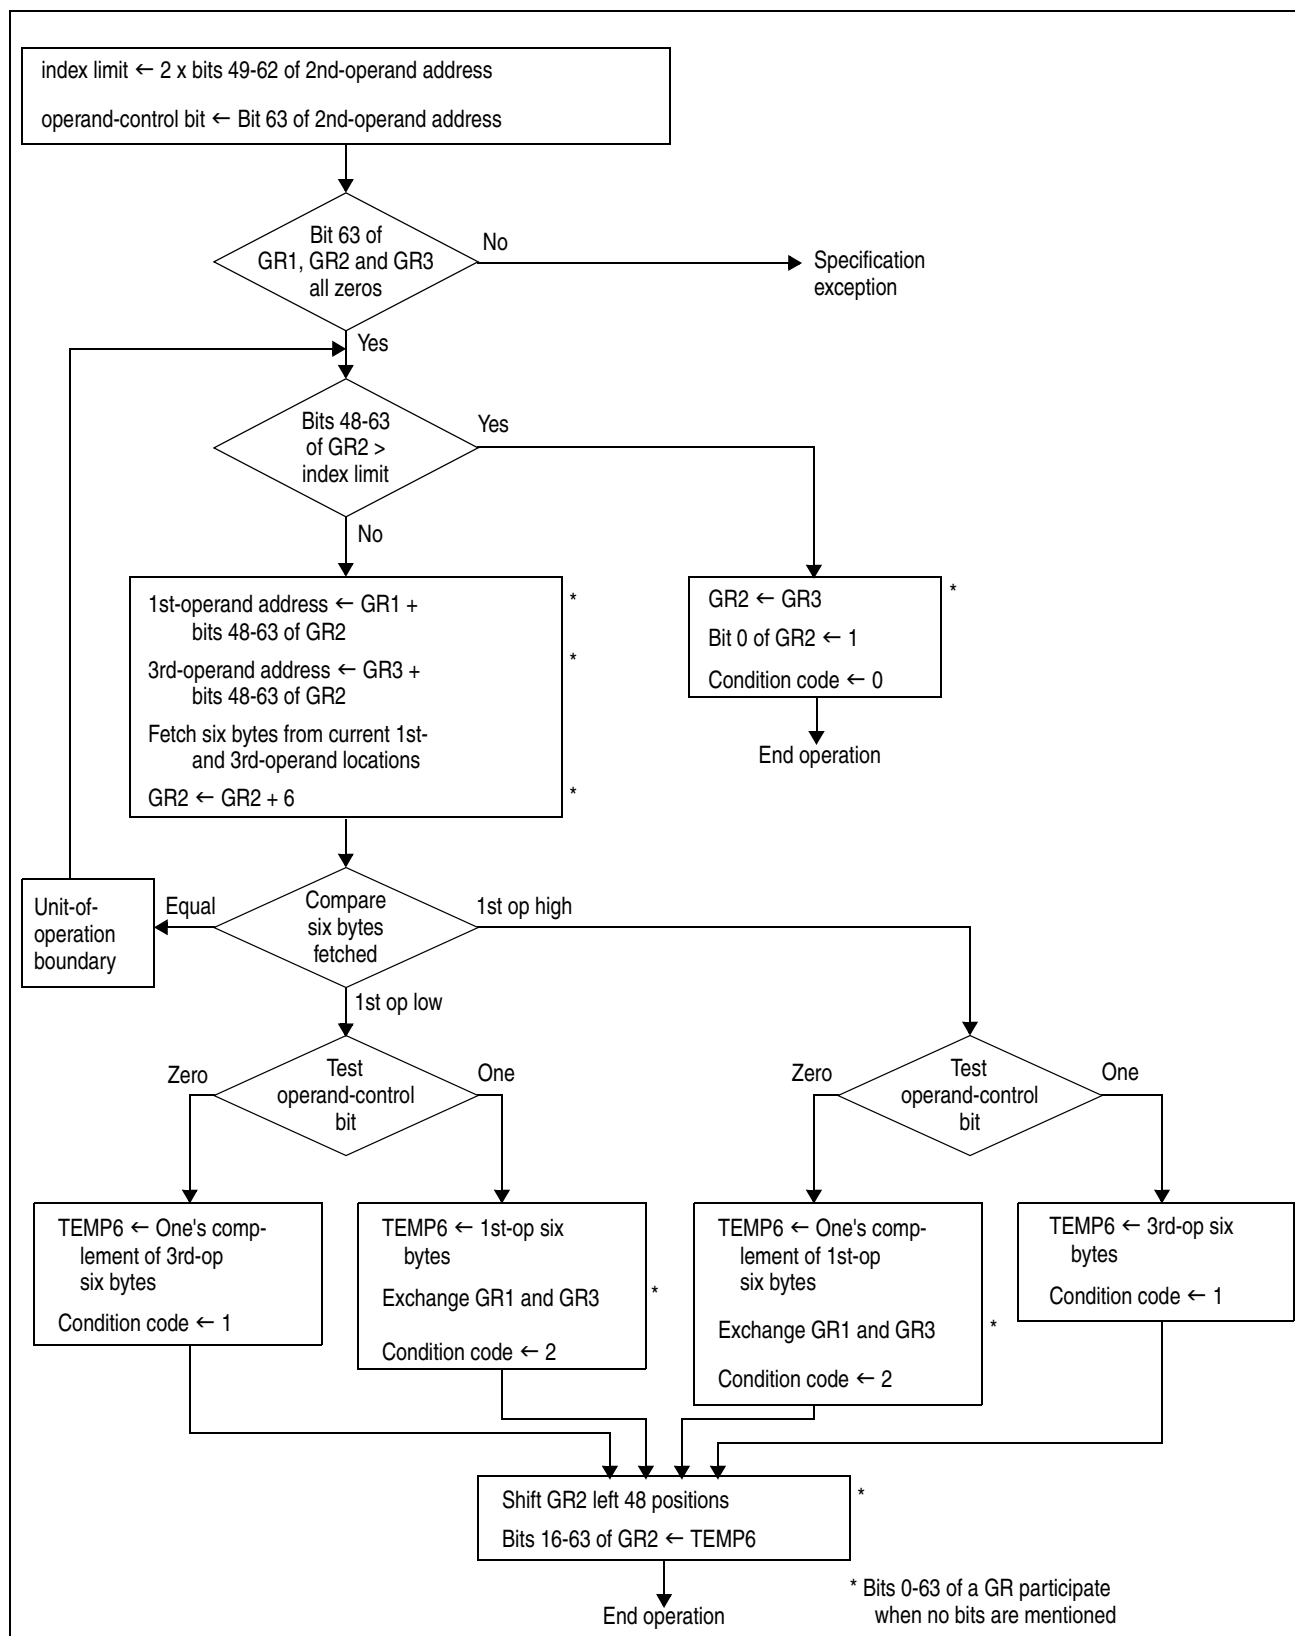 index limit ← 2 x bits 49-62 of 2nd-operand address
operand-control bit ← Bit 63 of 2nd-operand address
Bit 63 of
GR1, GR2 and GR3
all zeros
No
Specification
exception
Yes
Bits 48-63
of GR2 >
index limit
Yes
No
1st-operand address ← GR1 +
bits 48-63 of GR2
*
3rd-operand address ← GR3 +
bits 48-63 of GR2
*
Fetch six bytes from current 1st-
and 3rd-operand locations
GR2 ← GR2 + 6
*
GR2 ← GR3
*
Bit 0 of GR2 ← 1
Condition code ← 0
End operation
Unit-of-
operation
boundary
Equal
Compare
six bytes
fetched
1st op high
1st op low
Zero
Test
operand-control
bit
One
Zero
Test
operand-control
bit
One
TEMP6 ← One's comp-
lement of 3rd-op
six bytes
Condition code ← 1
TEMP6 ← 1st-op six
bytes
Exchange GR1 and GR3
*
Condition code ← 2
TEMP6 ← One's comp-
lement of 1st-op
six bytes
Exchange GR1 and GR3
*
Condition code ← 2
TEMP6 ← 3rd-op six
bytes
Condition code ← 1
Shift GR2 left 48 positions
*
Bits 16-63 of GR2 ← TEMP6
End operation
* Bits 0-63 of a GR participate
when no bits are mentioned